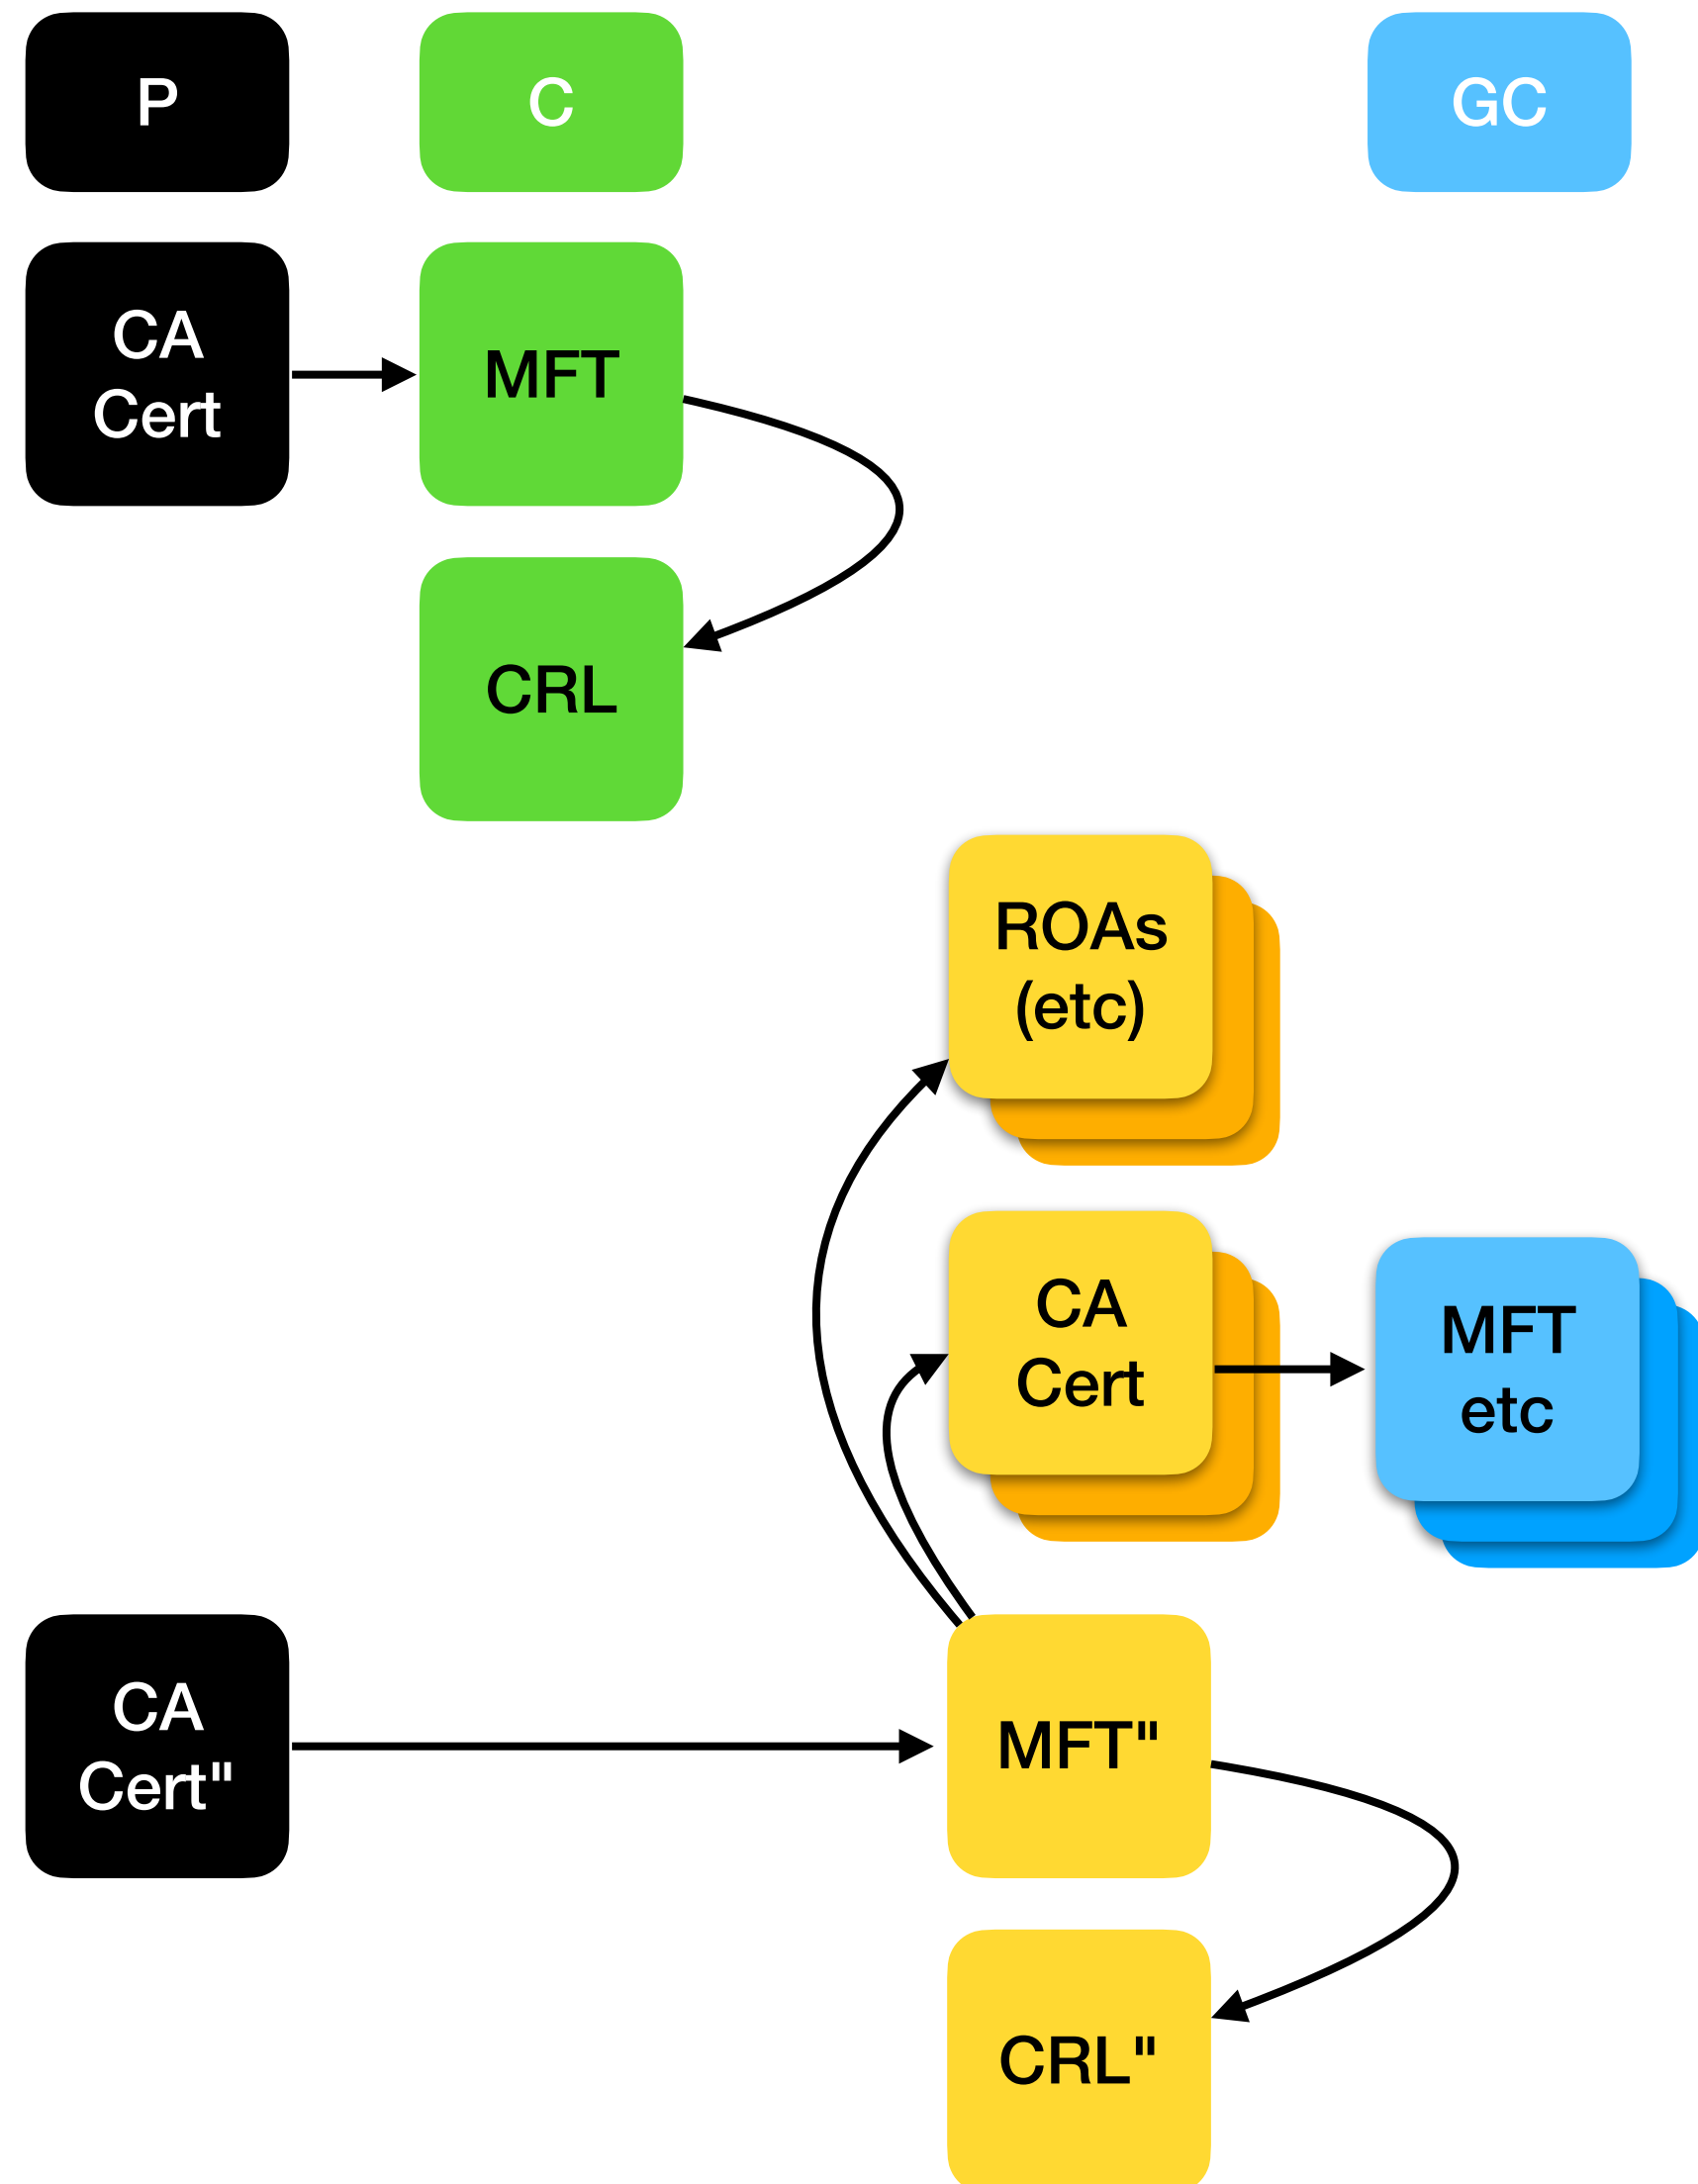 P
C
GC
CA
Cert
MFT
CRL
ROAs
(etc)
CA
Cert
MFT
etc
CA
Cert"
MFT"
CRL"